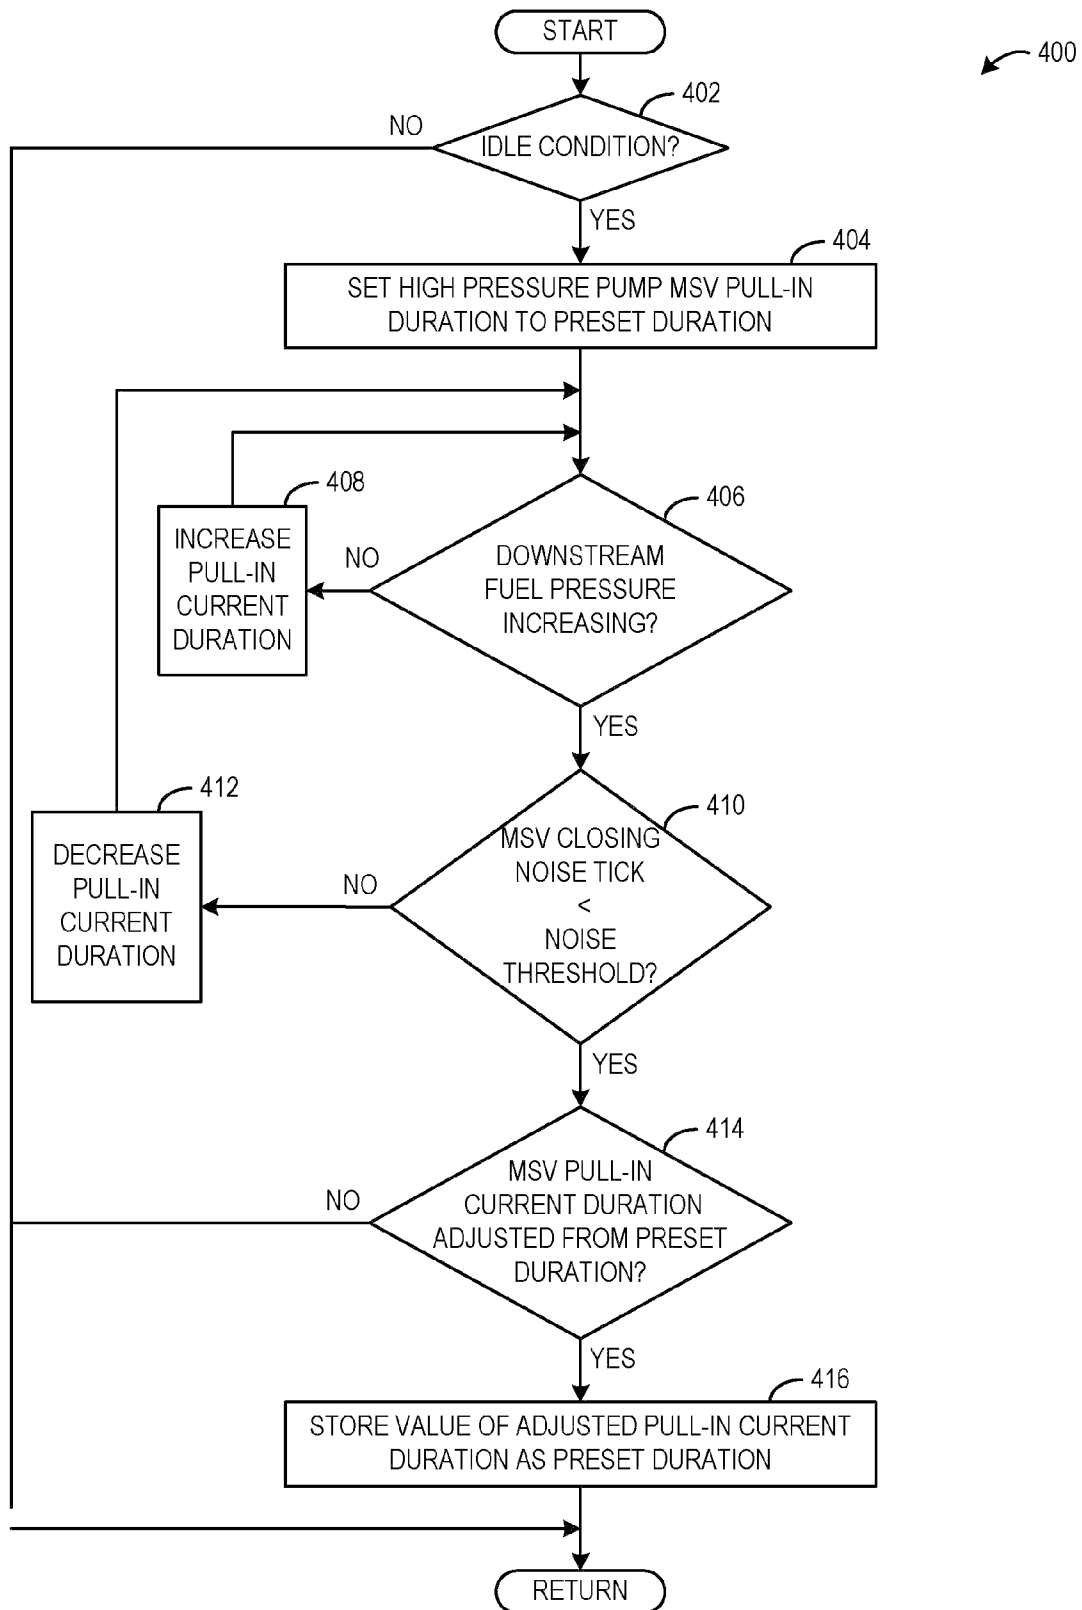 START
400
402
NO
IDLE CONDITION?
YES
404
SET HIGH PRESSURE PUMP MSV PULL-IN
DURATION TO PRESET DURATION
408
406
INCREASE
PULL-IN
CURRENT
DURATION
NO
DOWNSTREAM
FUEL PRESSURE
INCREASING?
YES
412
410
DECREASE
PULL-IN
CURRENT
DURATION
NO
MSV CLOSING
NOISE TICK
<
NOISE
THRESHOLD?
YES
414
NO
MSV PULL-IN
CURRENT DURATION
ADJUSTED FROM PRESET
DURATION?
YES
416
STORE VALUE OF ADJUSTED PULL-IN CURRENT
DURATION AS PRESET DURATION
RETURN